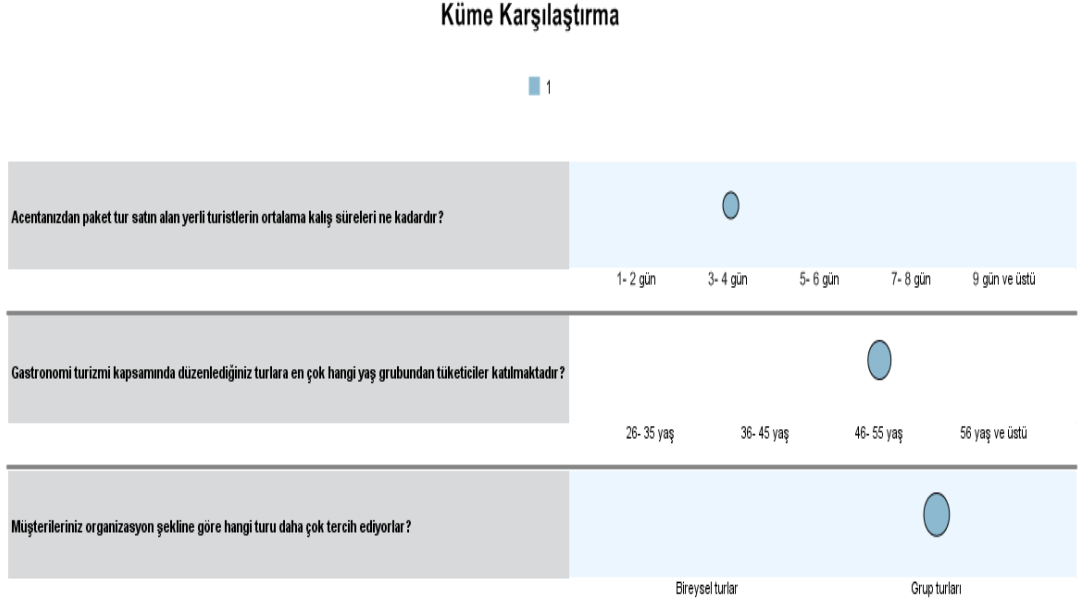 Küme Karşılaştırma
1
Acentanızdan paket tur satın alan yerli turistlerin ortalama kalış süreleri ne kadardır?
1- 2 gün 3- 4 gün 5- 6 gün 7- 8 gün 9 gün ve üstü
Gastronomi turizmi kapsamında düzenlediğiniz turlara en çok hangi yaş grubundan tüketiciler katılmaktadır?
26- 35 yaş 36- 45 yaş 46- 55 yaş 56 yaş ve üstü
Müşterileriniz organizasyon şekline göre hangi turu daha çok tercih ediyorlar?
Bireysel turlar Grup turları